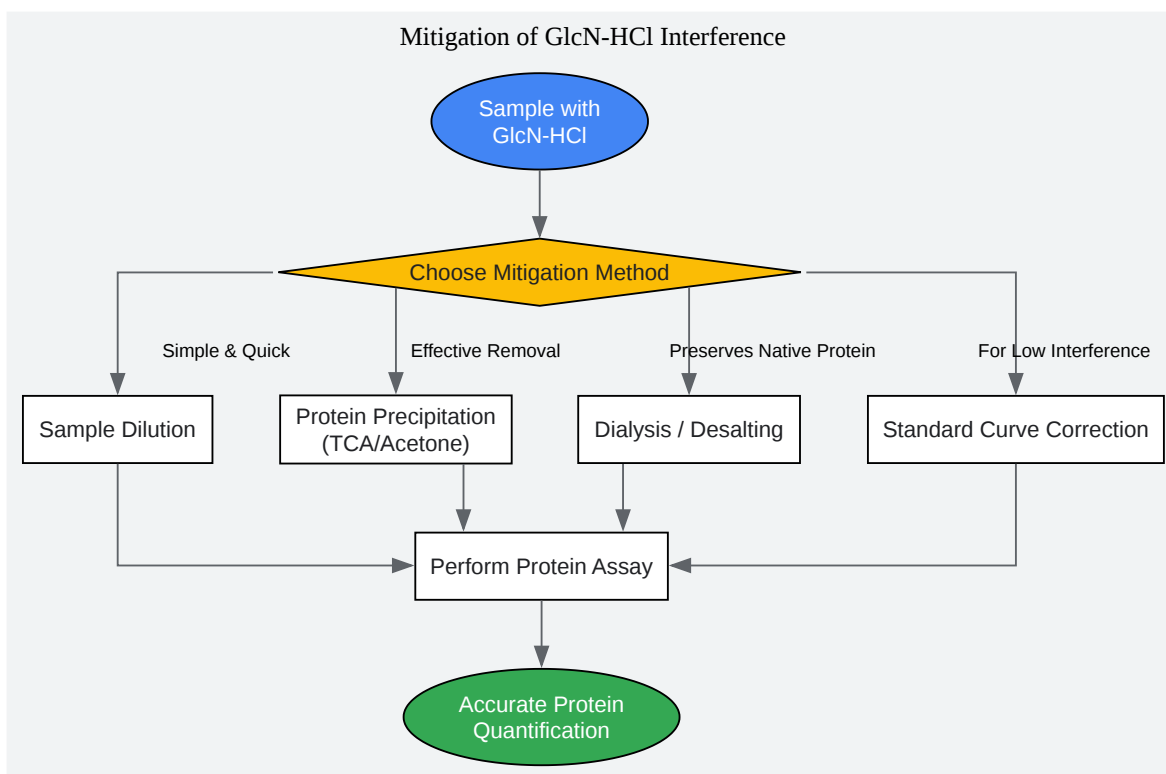 Mitigation of GlcN-HCl Interference
Sample with
GlcN-HCl
Choose Mitigation Method
Simple & Quick
Effective Removal
Preserves Native Protein
For Low Interference
Sample Dilution
Protein Precipitation
(TCA/Acetone)
Dialysis / Desalting
Standard Curve Correction
Perform Protein Assay
Accurate Protein
Quantification